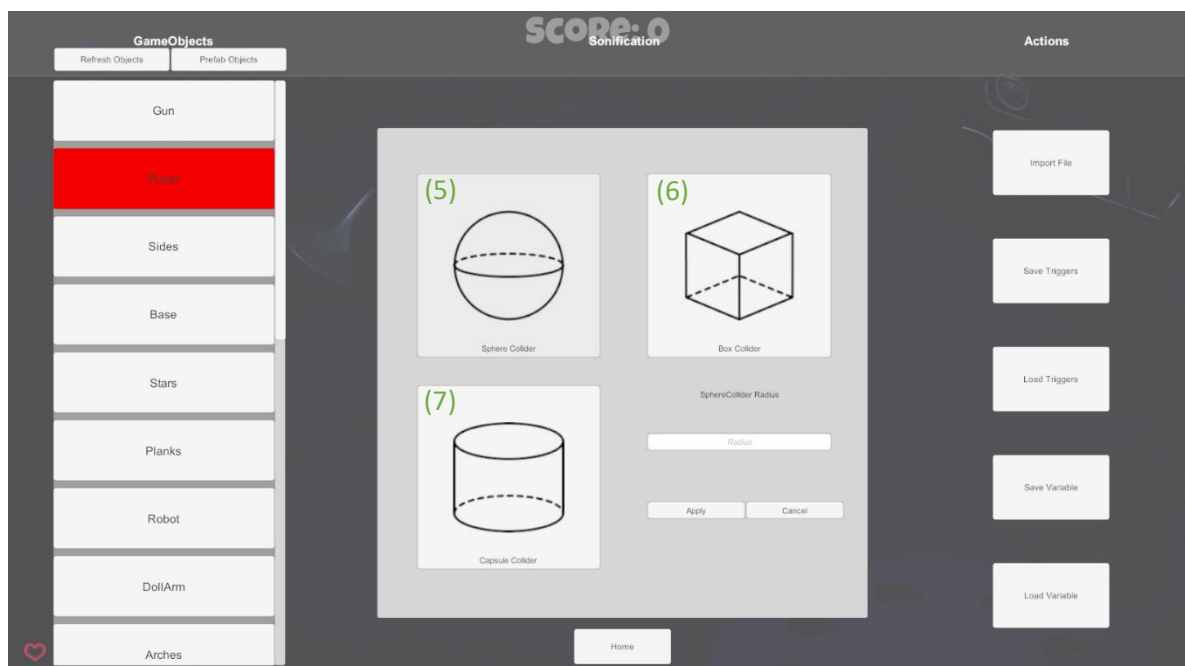 SCORE: 0
GameObjects
Sonification
Actions
Refresh Objects
Prefab Objects
Gun
Player
Sides
Base
Stars
Planks
Robot
DollArm
Arches
(5)
Sphere Collider
(6)
Box Collider
(7)
Capsule Collider
SphereCollider Radius
Radius
Apply
Cancel
Home
Import File
Save Triggers
Load Triggers
Save Variable
Load Variable